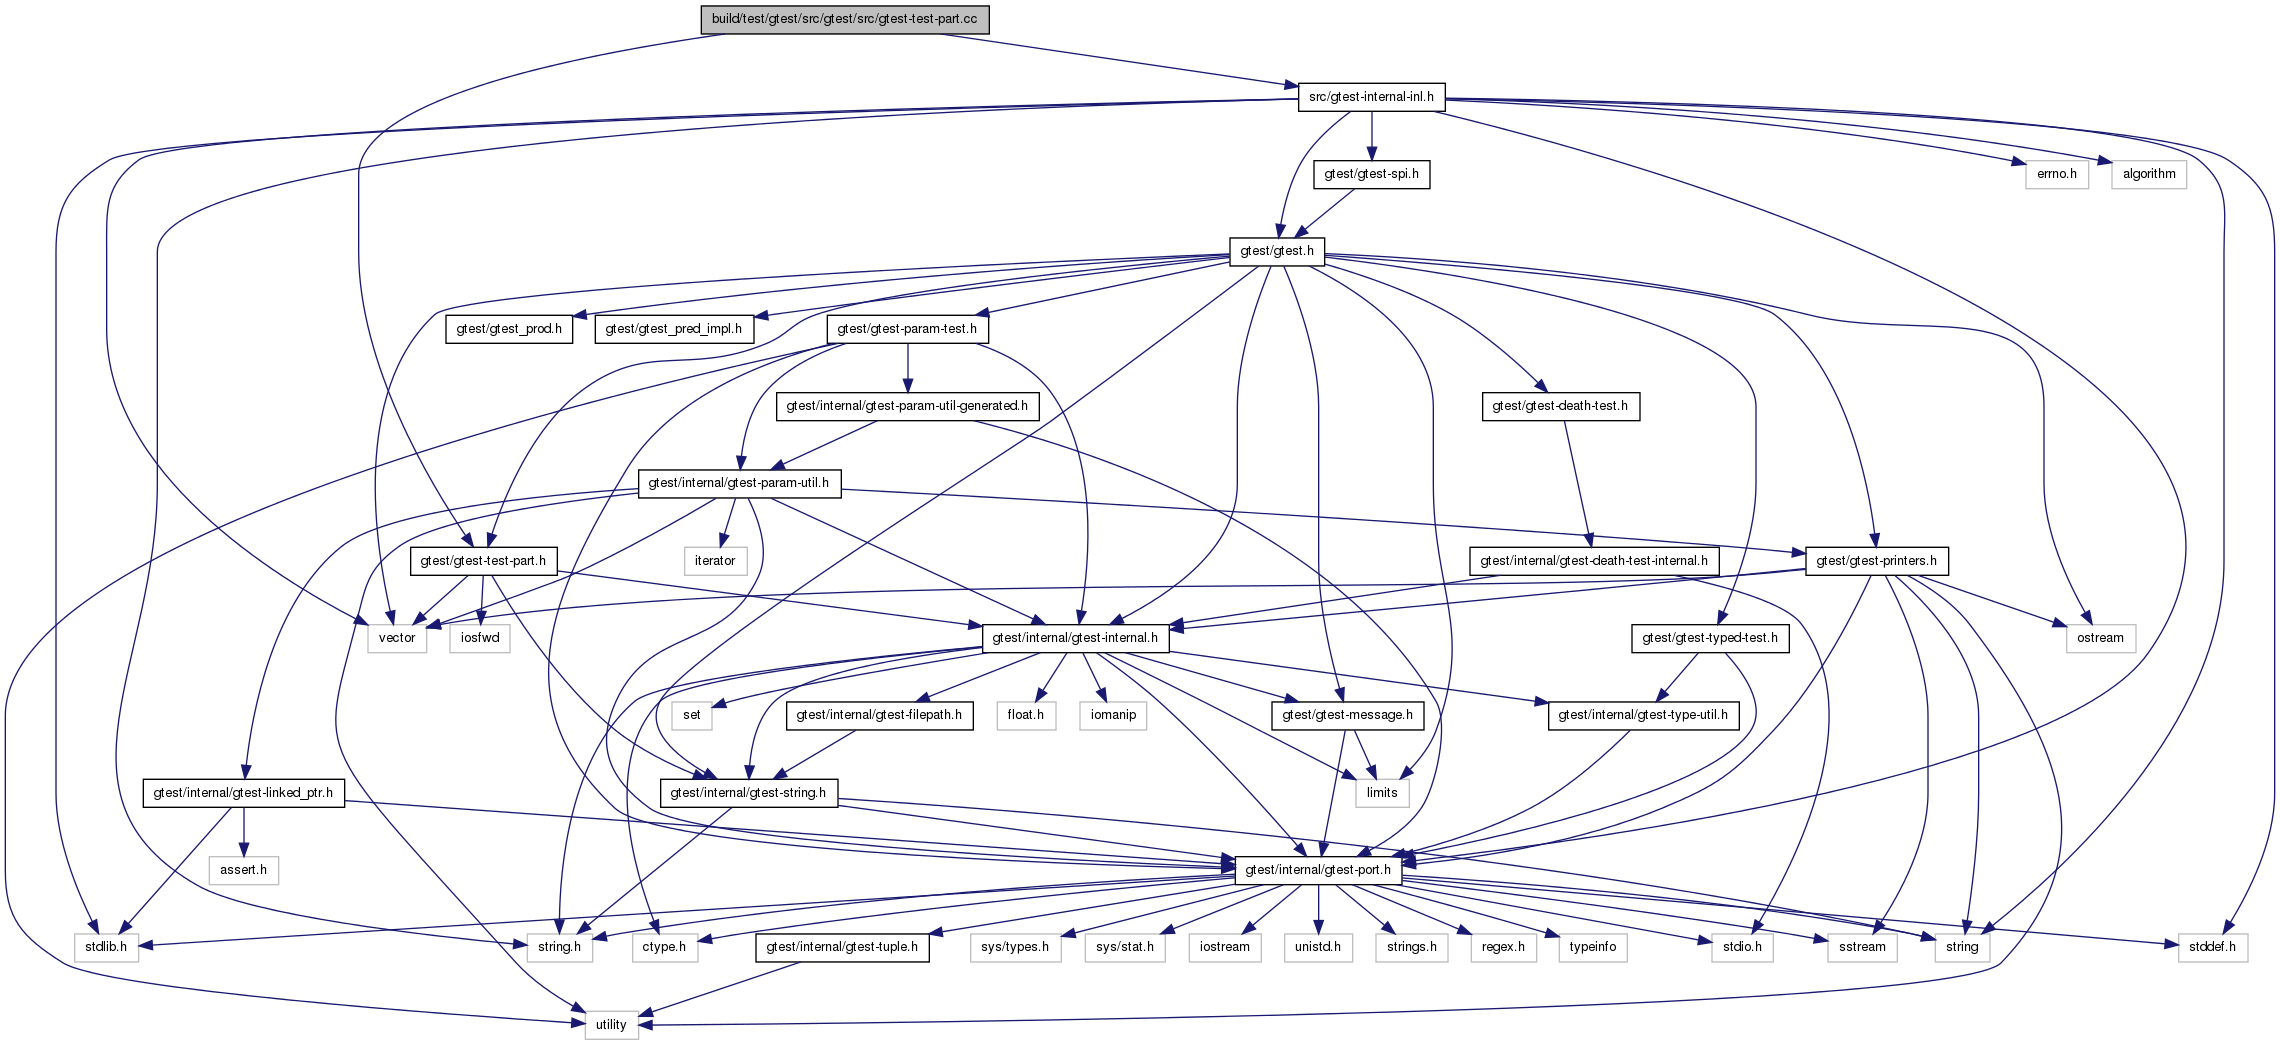 build/test/gtest/src/gtest/src/gtest-test-part.cc
src/gtest-internal-inl.h
gtest/gtest-spi.h
errno.h
algorithm
gtest/gtest.h
gtest/gtest_prod.h
gtest/gtest_pred_impl.h
gtest/gtest-param-test.h
gtest/internal/gtest-param-util-generated.h
gtest/gtest-death-test.h
gtest/internal/gtest-param-util.h
gtest/gtest-test-part.h
iterator
gtest/internal/gtest-death-test-internal.h
gtest/gtest-printers.h
vector
iosfwd
gtest/internal/gtest-internal.h
gtest/gtest-typed-test.h
ostream
set
gtest/internal/gtest-filepath.h
float.h
iomanip
gtest/gtest-message.h
gtest/internal/gtest-type-util.h
gtest/internal/gtest-linked_ptr.h
gtest/internal/gtest-string.h
limits
assert.h
gtest/internal/gtest-port.h
stdlib.h
string.h
ctype.h
gtest/internal/gtest-tuple.h
sys/types.h
sys/stat.h
iostream
unistd.h
strings.h
regex.h
typeinfo
stdio.h
sstream
string
stddef.h
utility